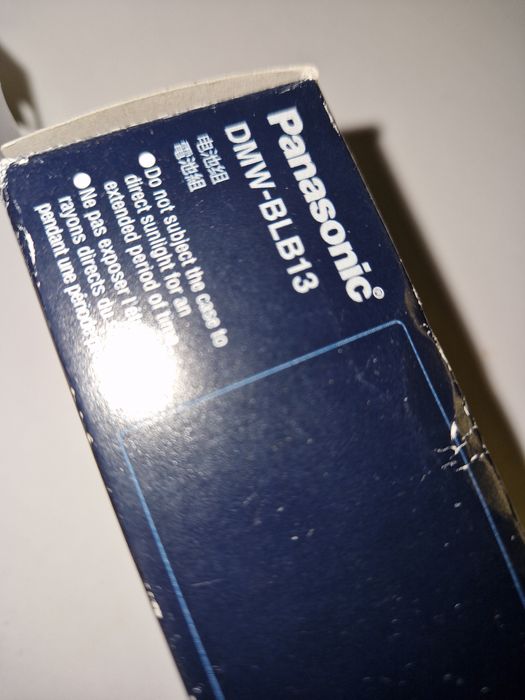 Panasonic®
DMW-BLB13
电池组
電池組
●Do not subject the case to
direct sunlight for an
extended period of time.
●Ne pas exposer l'é
rayons directs du
pendant une période